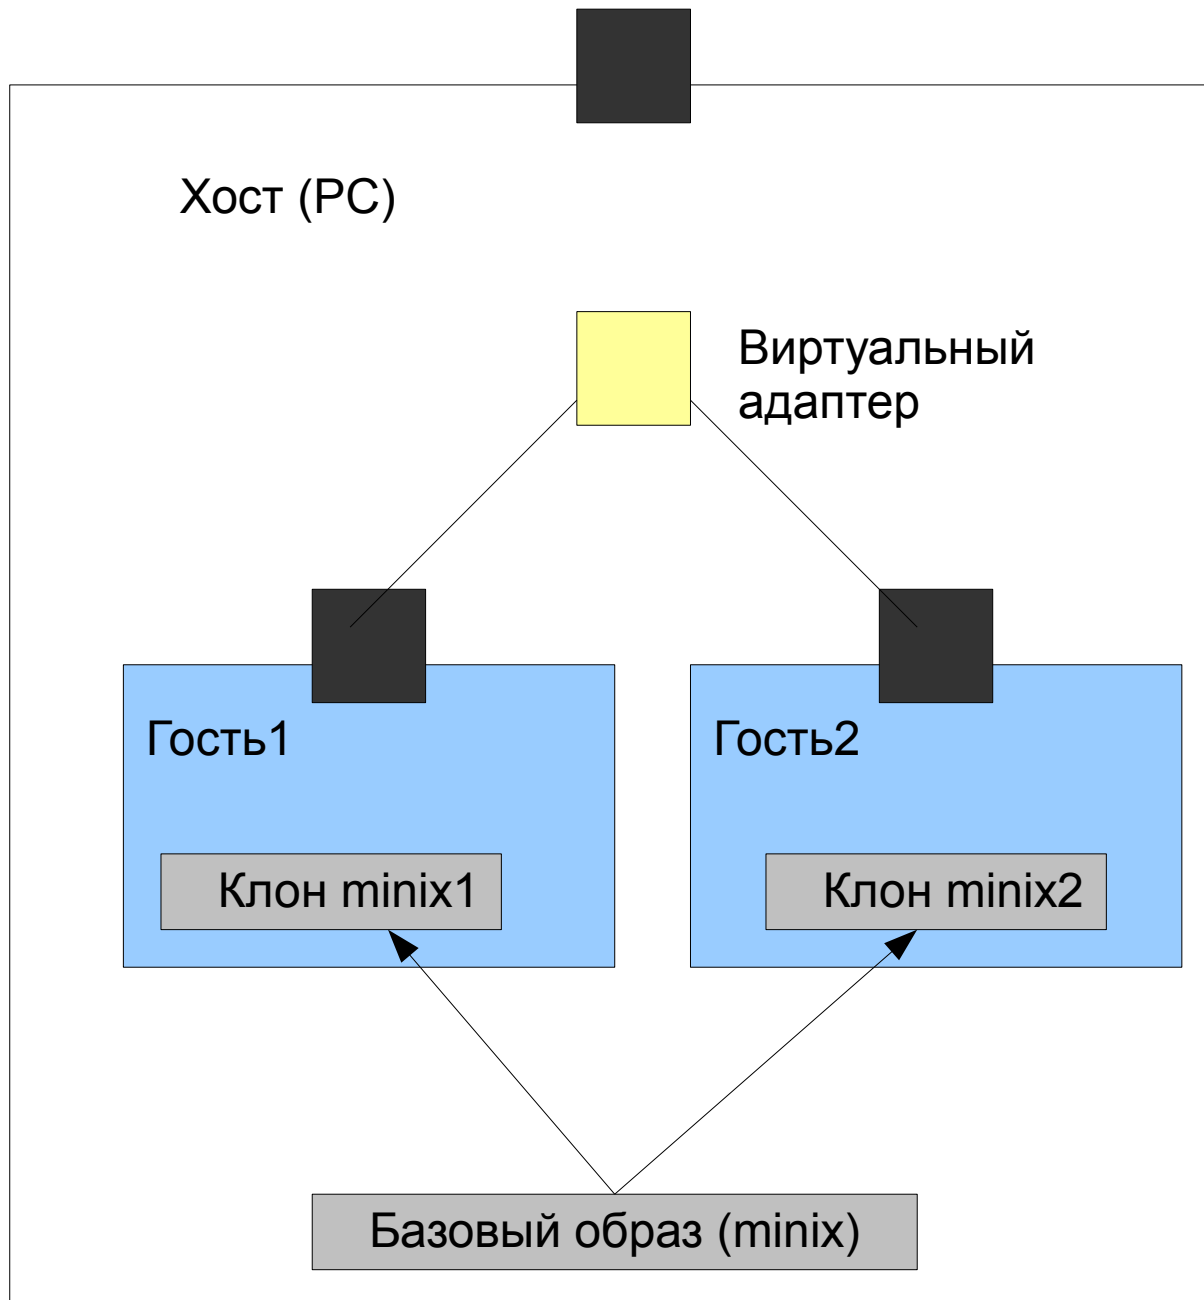 Хост (PC)
Виртуальный
адаптер
Гость1
Гость2
Клон minix1
Клон minix2
Базовый образ (minix)